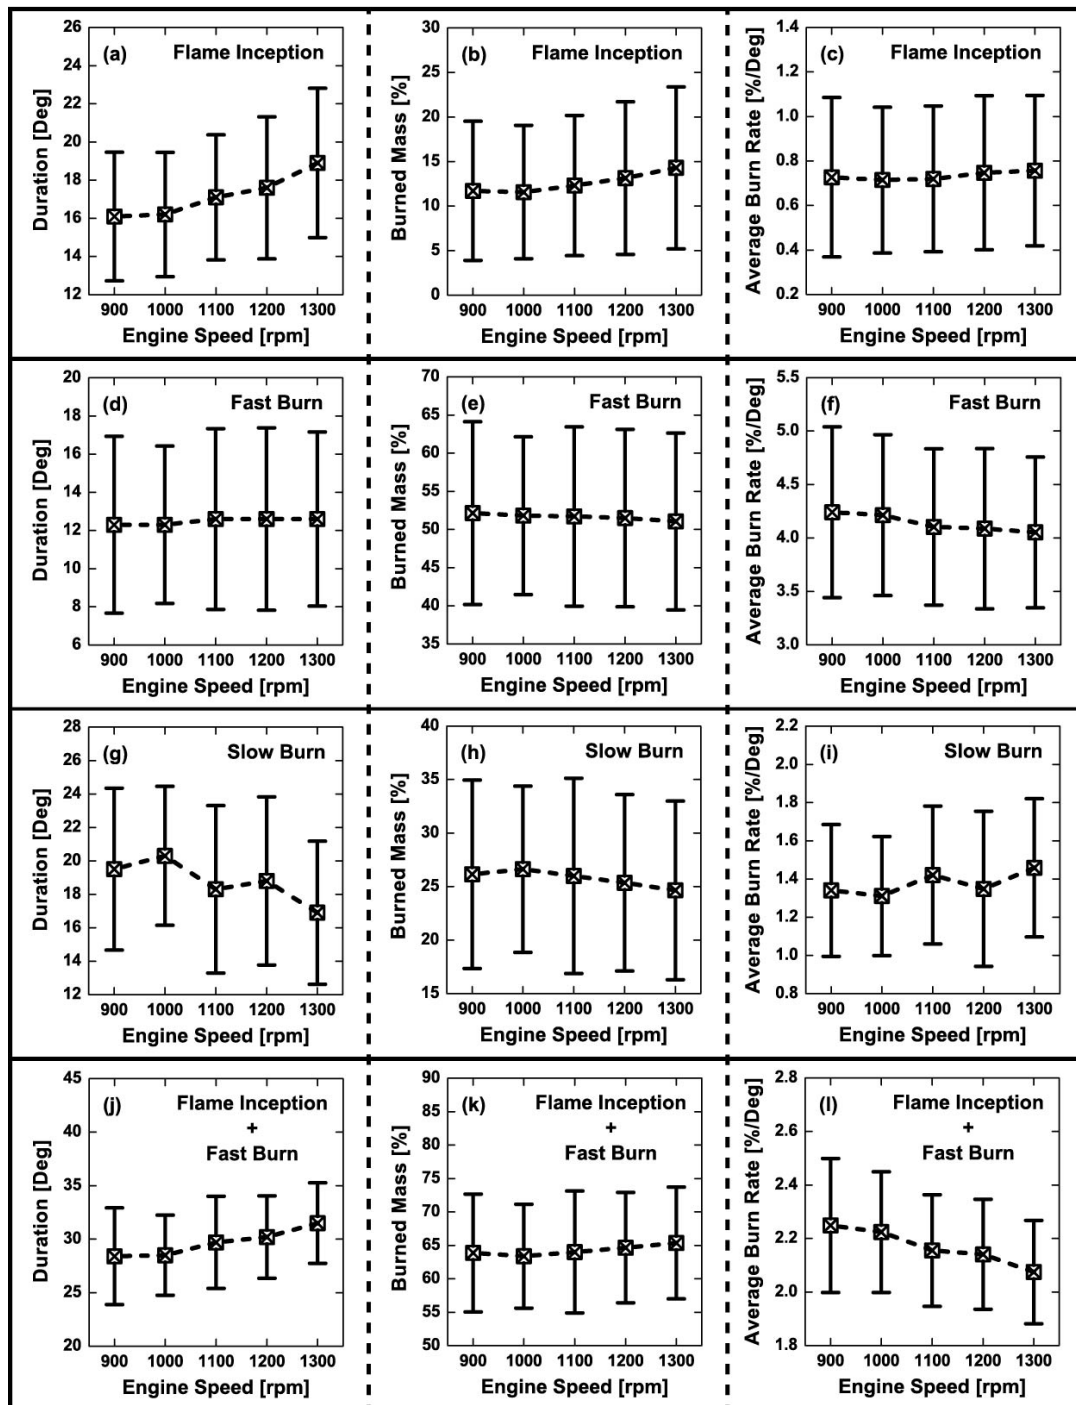 (a) Flame Inception
Duration [Deg]
26
24
22
20
18
16
14
12
900 1000 1100 1200 1300
Engine Speed [rpm]
(b) Flame Inception
Burned Mass [%]
30
25
20
15
10
5
0
900 1000 1100 1200 1300
Engine Speed [rpm]
(c) Flame Inception
Average Burn Rate [%/Deg]
1.4
1.2
1.0
0.8
0.6
0.4
0.2
900 1000 1100 1200 1300
Engine Speed [rpm]
(d) Fast Burn
Duration [Deg]
20
18
16
14
12
10
8
6
900 1000 1100 1200 1300
Engine Speed [rpm]
(e) Fast Burn
Burned Mass [%]
70
65
60
55
50
45
40
35
900 1000 1100 1200 1300
Engine Speed [rpm]
(f) Fast Burn
Average Burn Rate [%/Deg]
5.5
5.0
4.5
4.0
3.5
3.0
900 1000 1100 1200 1300
Engine Speed [rpm]
(g) Slow Burn
Duration [Deg]
28
26
24
22
20
18
16
14
12
900 1000 1100 1200 1300
Engine Speed [rpm]
(h) Slow Burn
Burned Mass [%]
40
35
30
25
20
15
900 1000 1100 1200 1300
Engine Speed [rpm]
(i) Slow Burn
Average Burn Rate [%/Deg]
2.2
2.0
1.8
1.6
1.4
1.2
1.0
0.8
900 1000 1100 1200 1300
Engine Speed [rpm]
(j) Flame Inception
+
Fast Burn
Duration [Deg]
45
40
35
30
25
20
900 1000 1100 1200 1300
Engine Speed [rpm]
(k) Flame Inception
+
Fast Burn
Burned Mass [%]
90
85
80
75
70
65
60
55
50
900 1000 1100 1200 1300
Engine Speed [rpm]
(l) Flame Inception
+
Fast Burn
Average Burn Rate [%/Deg]
2.8
2.6
2.4
2.2
2.0
1.8
900 1000 1100 1200 1300
Engine Speed [rpm]